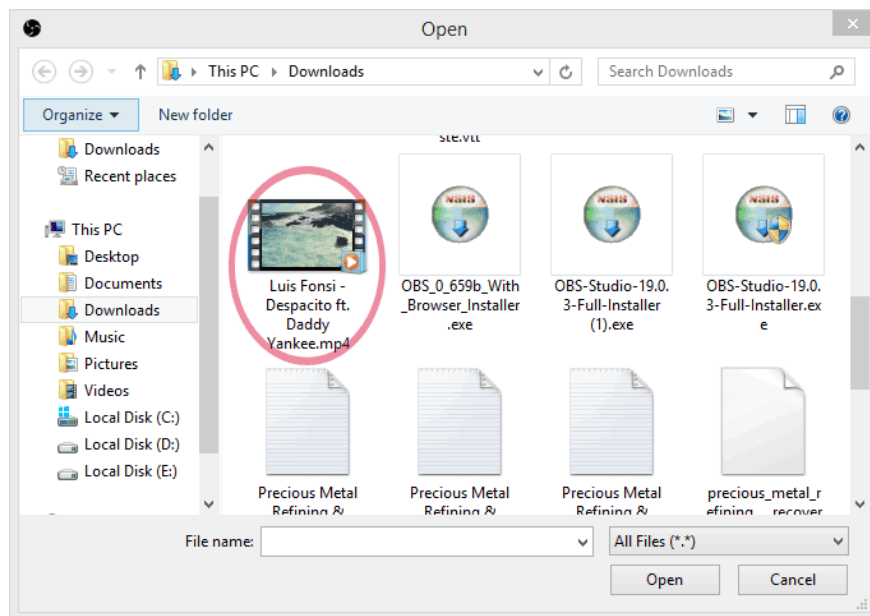 Open
This PC Downloads
Search Downloads
Organize
New folder
Downloads
Recent places
This PC
Desktop
Documents
Downloads
Music
Pictures
Videos
Local Disk (C:)
Local Disk (D:)
Local Disk (E:)
ste.vtt
Luis Fonsi -
Despacito ft.
Daddy
Yankee.mp4
OBS_0_659b_With
_Browser_Installer
.exe
OBS-Studio-19.0.
3-Full-Installer
(1).exe
OBS-Studio-19.0.
3-Full-Installer.ex
e
Precious Metal
Refining &
Precious Metal
Refining &
Precious Metal
Refining &
precious_metal_r
efining__recover
File name:
All Files (*.*)
Open
Cancel